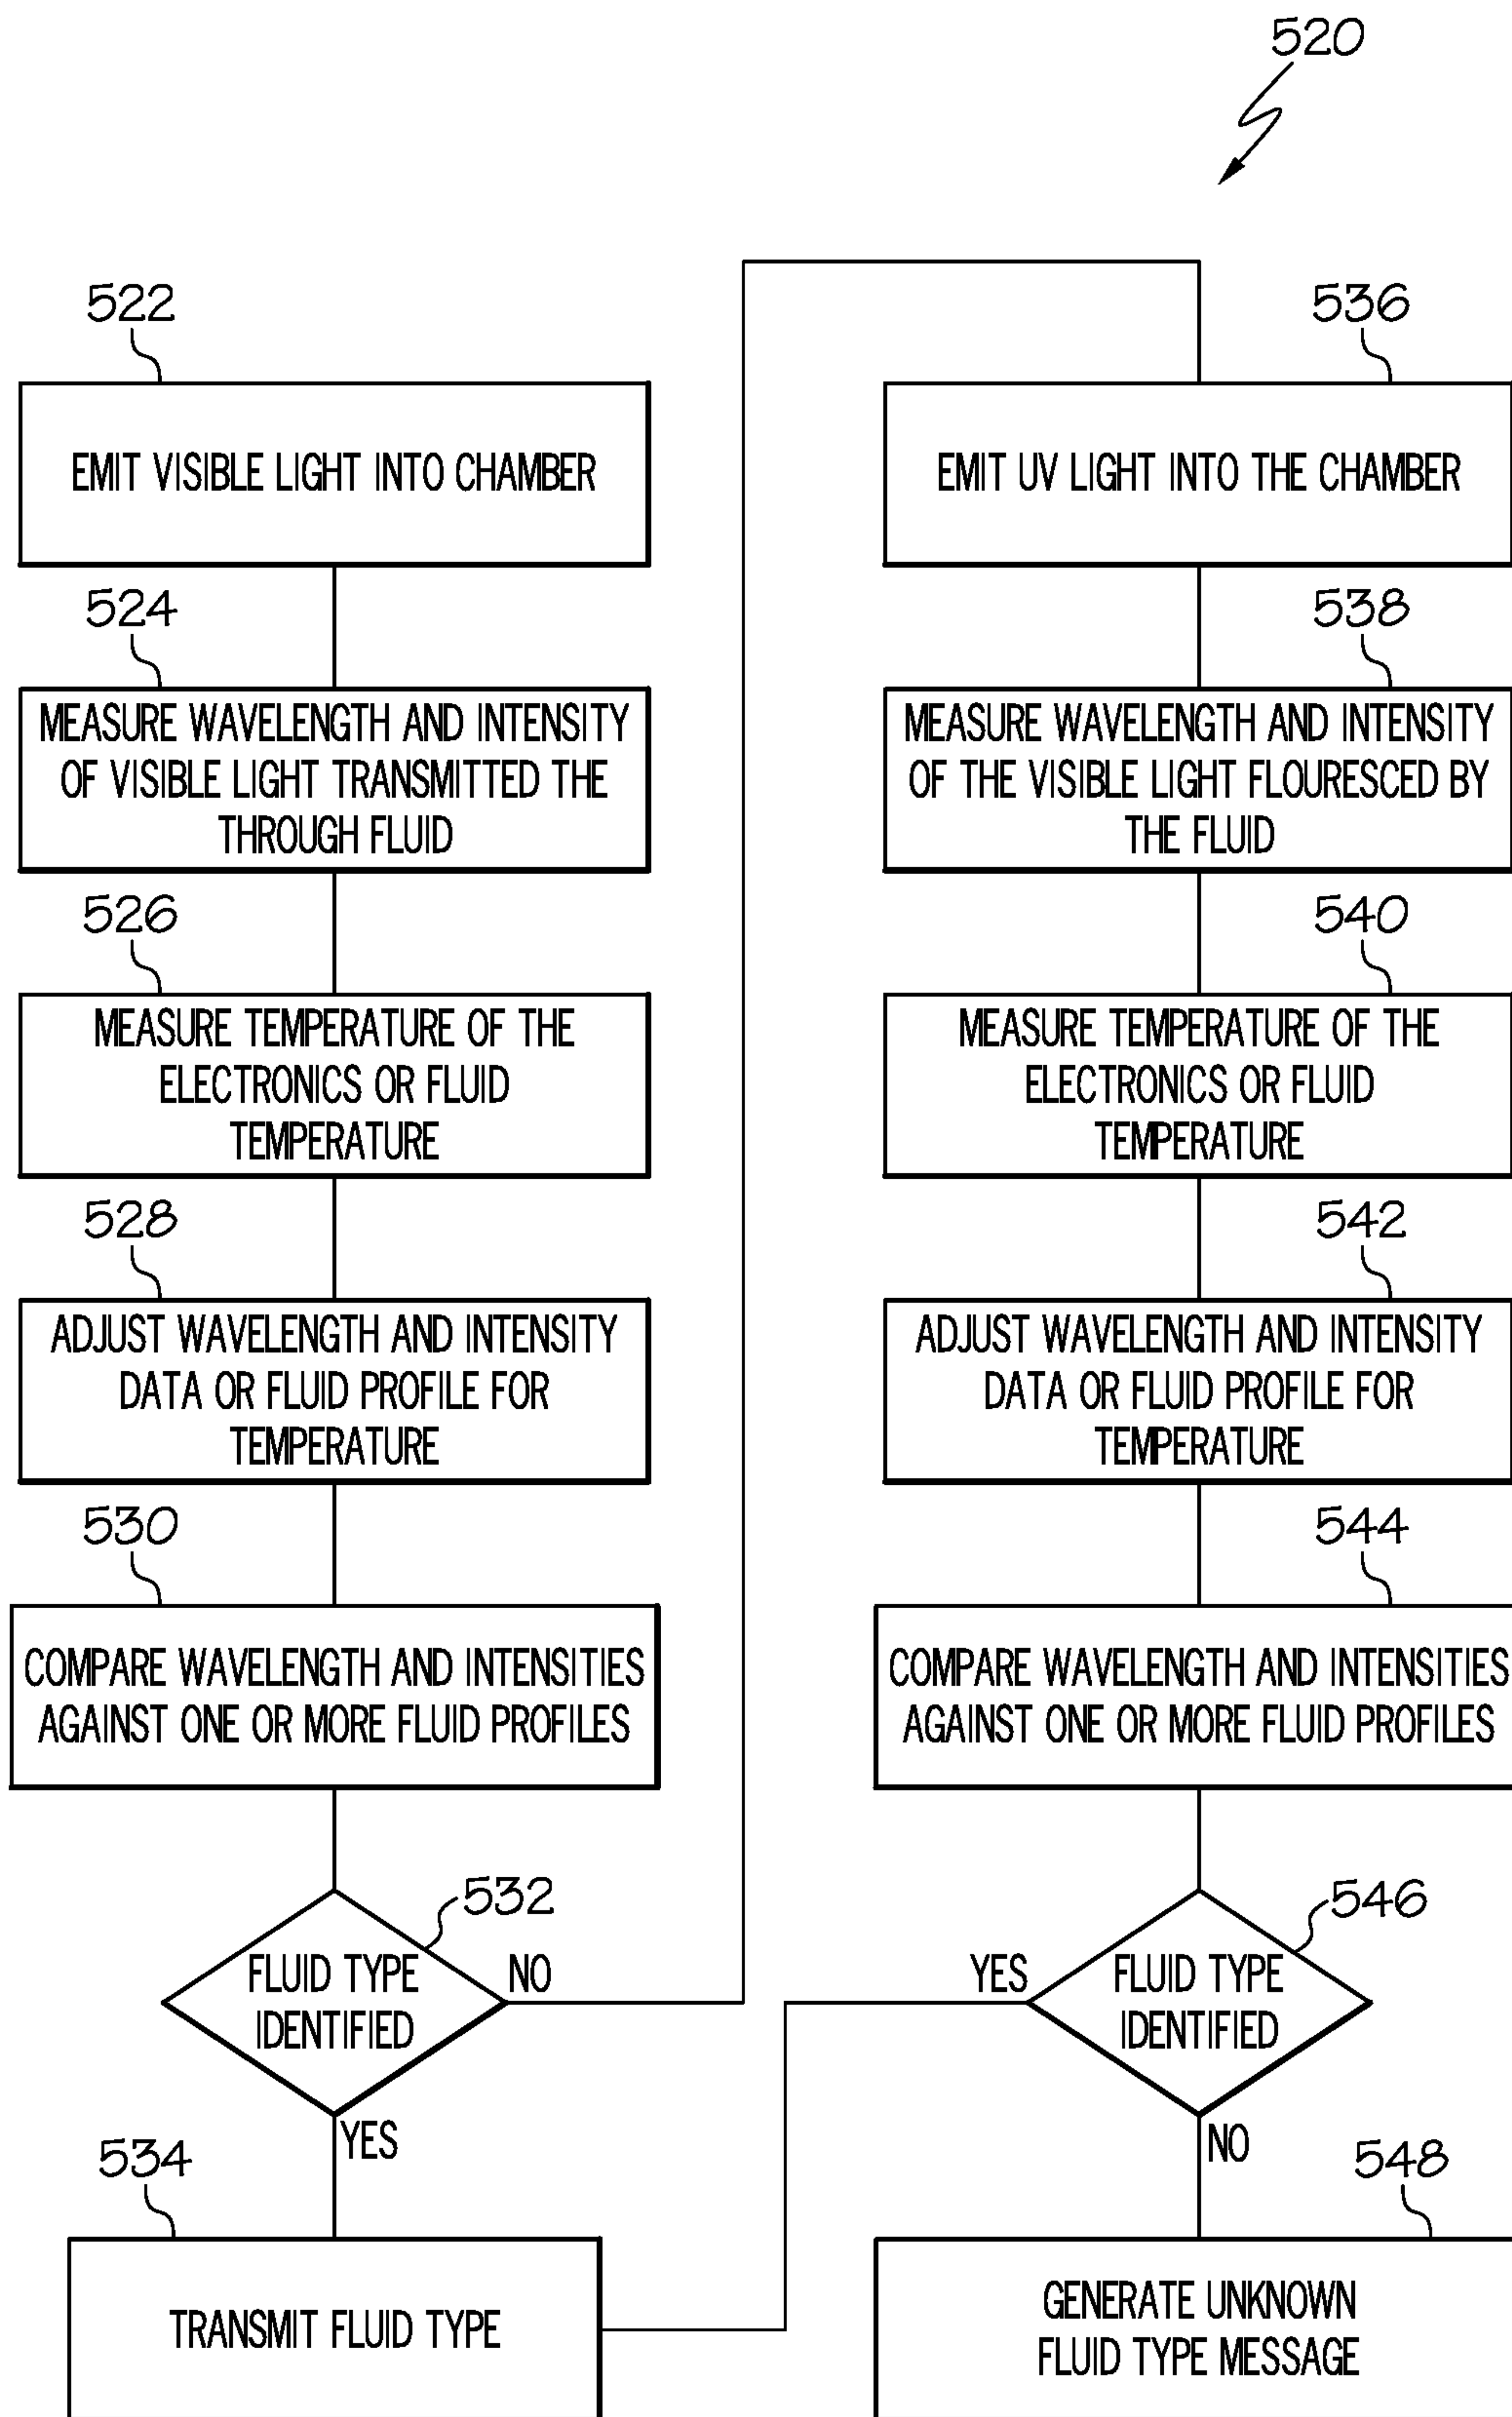 520
522
EMIT VISIBLE LIGHT INTO CHAMBER
524
MEASURE WAVELENGTH AND INTENSITY
OF VISIBLE LIGHT TRANSMITTED THE
THROUGH FLUID
526
MEASURE TEMPERATURE OF THE
ELECTRONICS OR FLUID
TEMPERATURE
528
ADJUST WAVELENGTH AND INTENSITY
DATA OR FLUID PROFILE FOR
TEMPERATURE
530
COMPARE WAVELENGTH AND INTENSITIES
AGAINST ONE OR MORE FLUID PROFILES
532
FLUID TYPE
IDENTIFIED
NO
YES
534
TRANSMIT FLUID TYPE
536
EMIT UV LIGHT INTO THE CHAMBER
538
MEASURE WAVELENGTH AND INTENSITY
OF THE VISIBLE LIGHT FLOURESCED BY
THE FLUID
540
MEASURE TEMPERATURE OF THE
ELECTRONICS OR FLUID
TEMPERATURE
542
ADJUST WAVELENGTH AND INTENSITY
DATA OR FLUID PROFILE FOR
TEMPERATURE
544
COMPARE WAVELENGTH AND INTENSITIES
AGAINST ONE OR MORE FLUID PROFILES
546
YES
FLUID TYPE
IDENTIFIED
NO
548
GENERATE UNKNOWN
FLUID TYPE MESSAGE